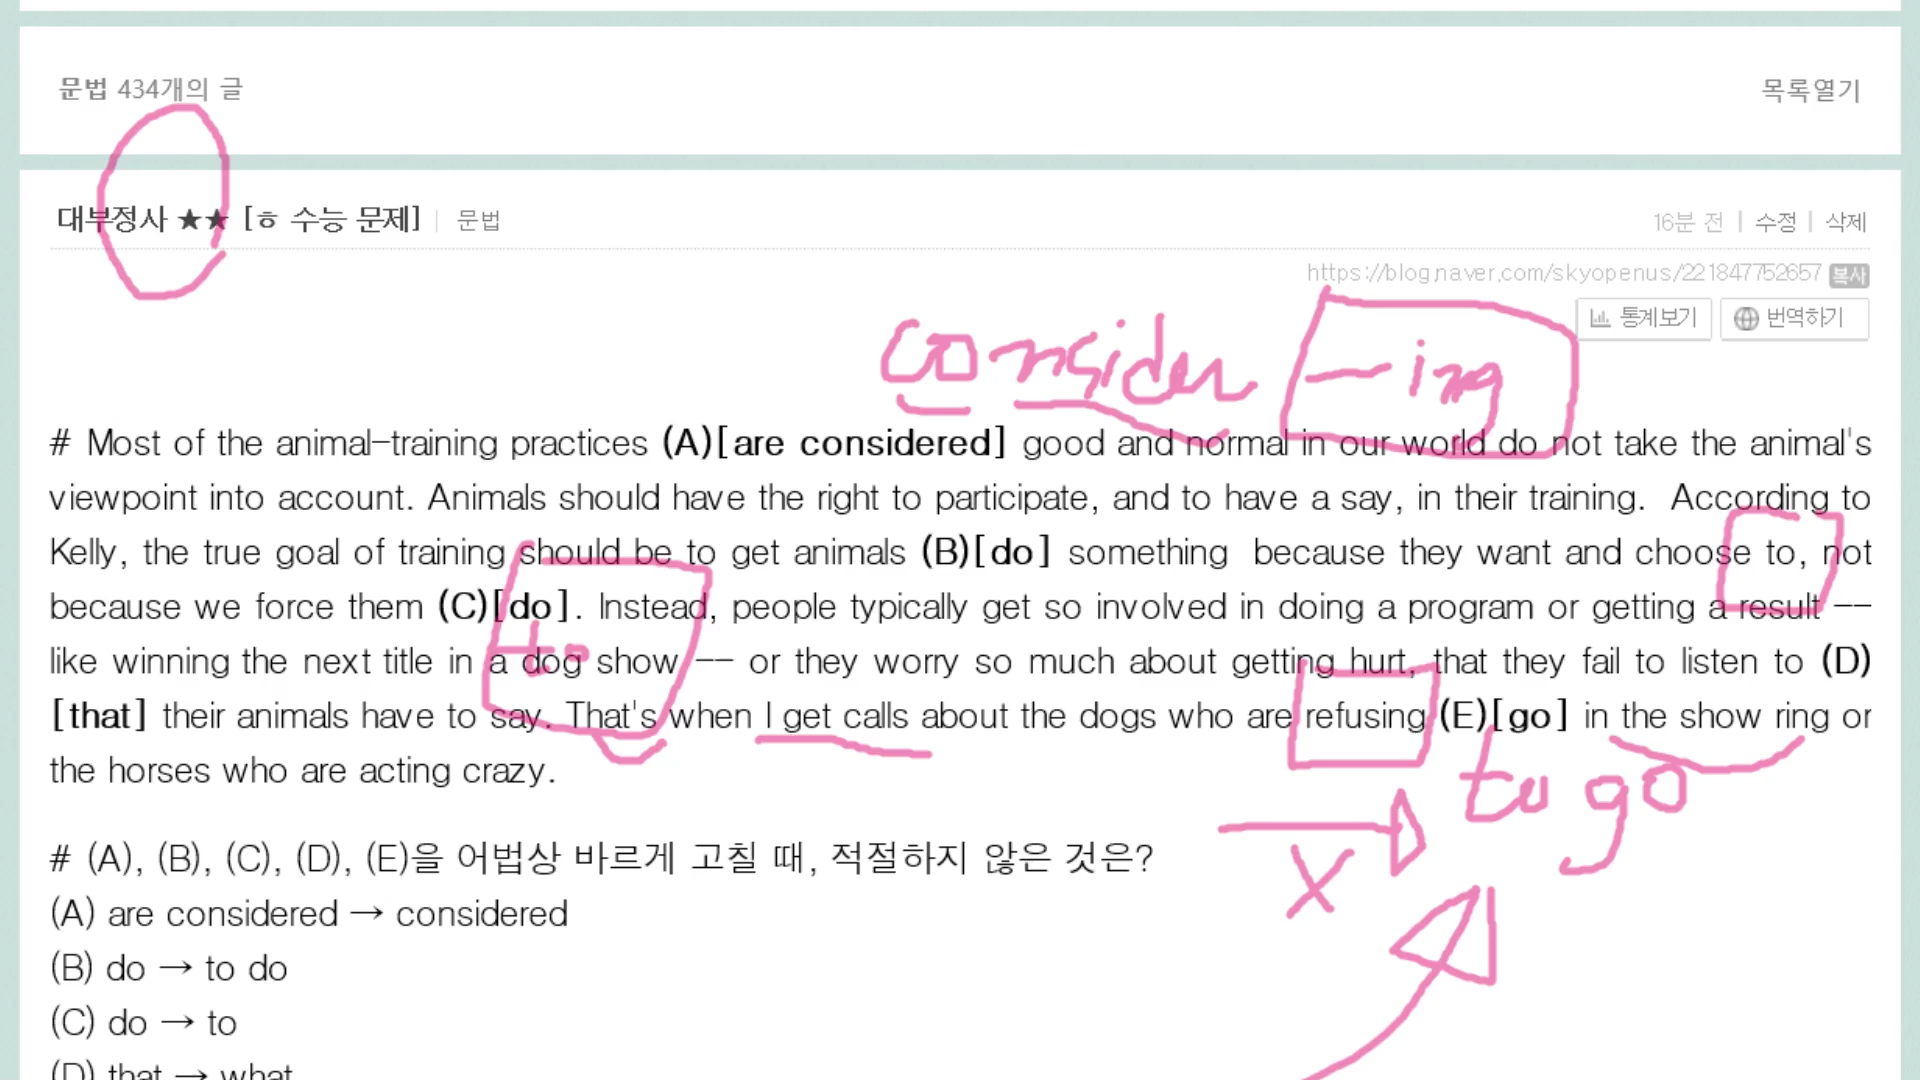 문법 434개의 글
목록열기
대부정사 ★★ [ㅎ 수능 문제] | 문법
16분 전 | 수정 | 삭제
https://blog.naver.com/skyopenus/221847752657 복사
통계보기 번역하기
consider -ing
# Most of the animal-training practices (A)[are considered] good and normal in our world do not take the animal's
viewpoint into account. Animals should have the right to participate, and to have a say, in their training. According to
Kelly, the true goal of training should be to get animals (B)[do] something because they want and choose to, not
because we force them (C)[do]. Instead, people typically get so involved in doing a program or getting a result --
like winning the next title in a dog show -- or they worry so much about getting hurt, that they fail to listen to (D)
to
[that] their animals have to say. That's when I get calls about the dogs who are refusing (E)[go] in the show ring or
the horses who are acting crazy.
to go
X
# (A), (B), (C), (D), (E)을 어법상 바르게 고칠 때, 적절하지 않은 것은?
(A) are considered → considered
(B) do → to do
(C) do → to
(D) that → what